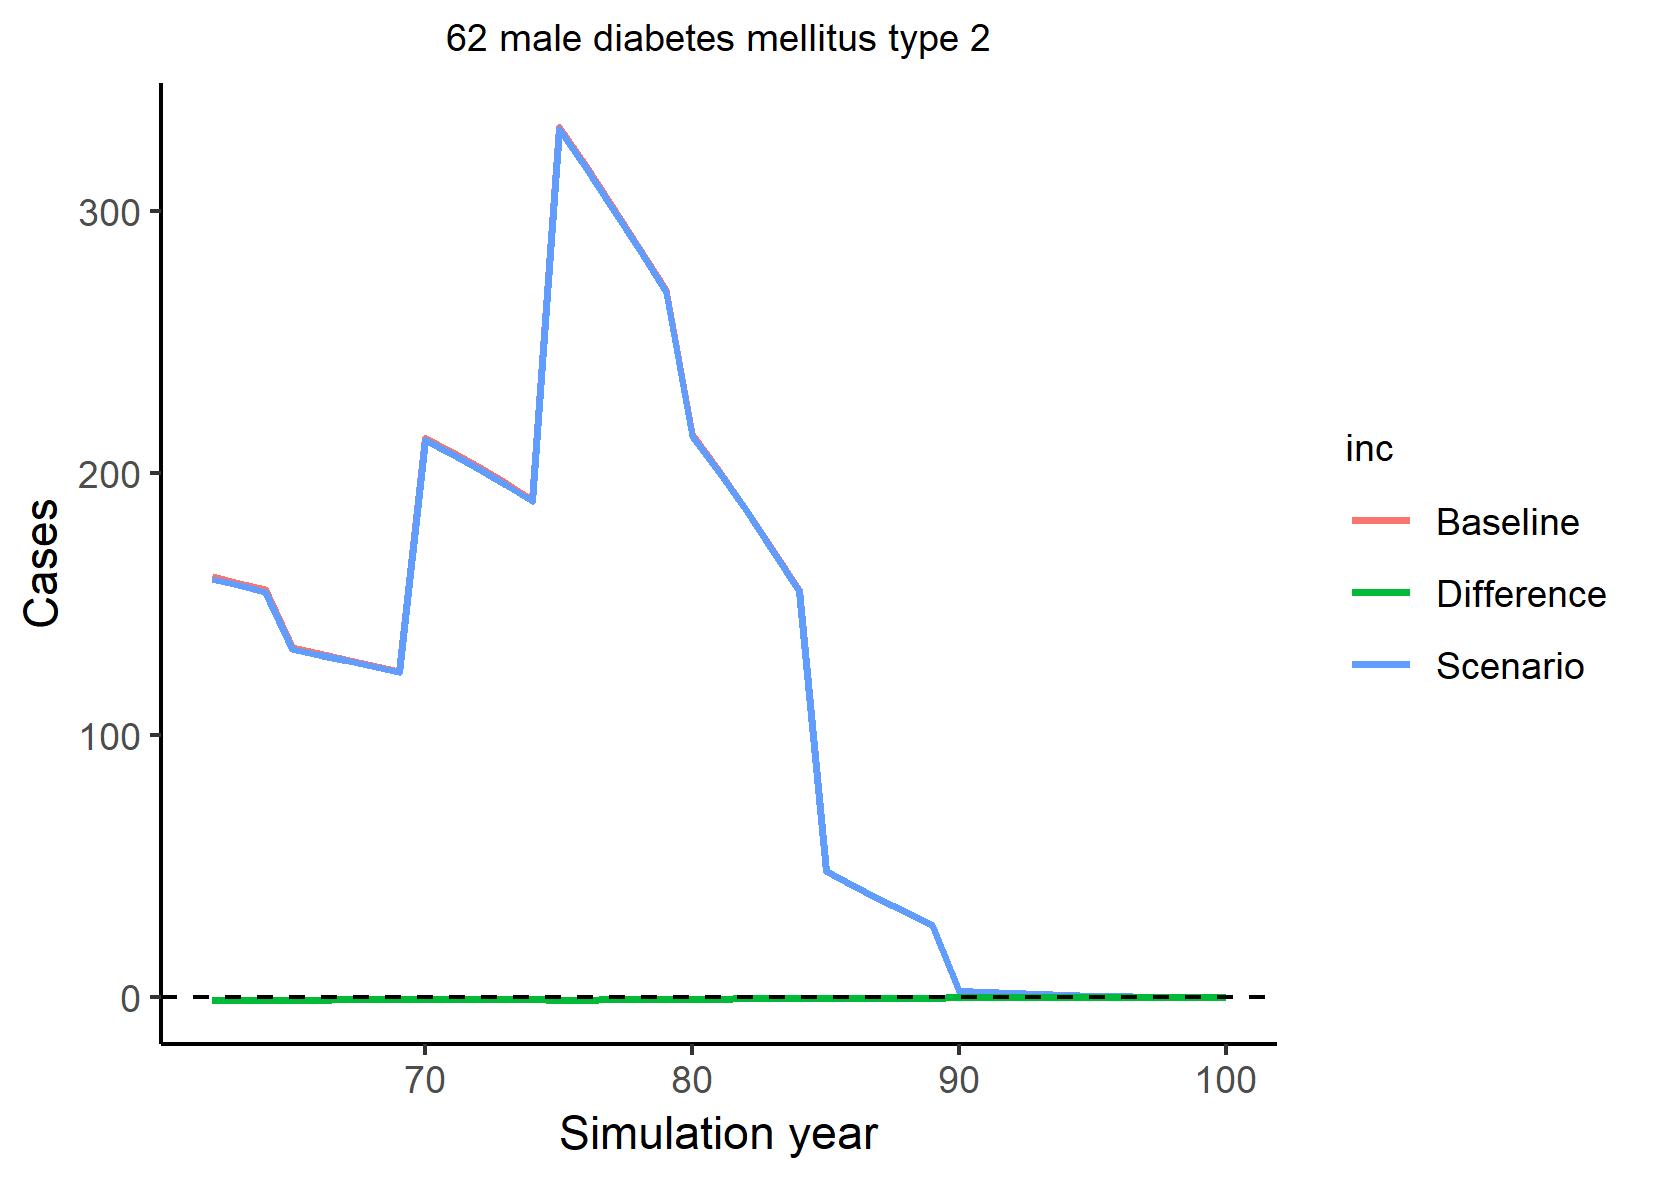 62 male diabetes mellitus type 2
Cases
300
200
100
0
70 80 90 100
Simulation year
inc
Baseline
Difference
Scenario